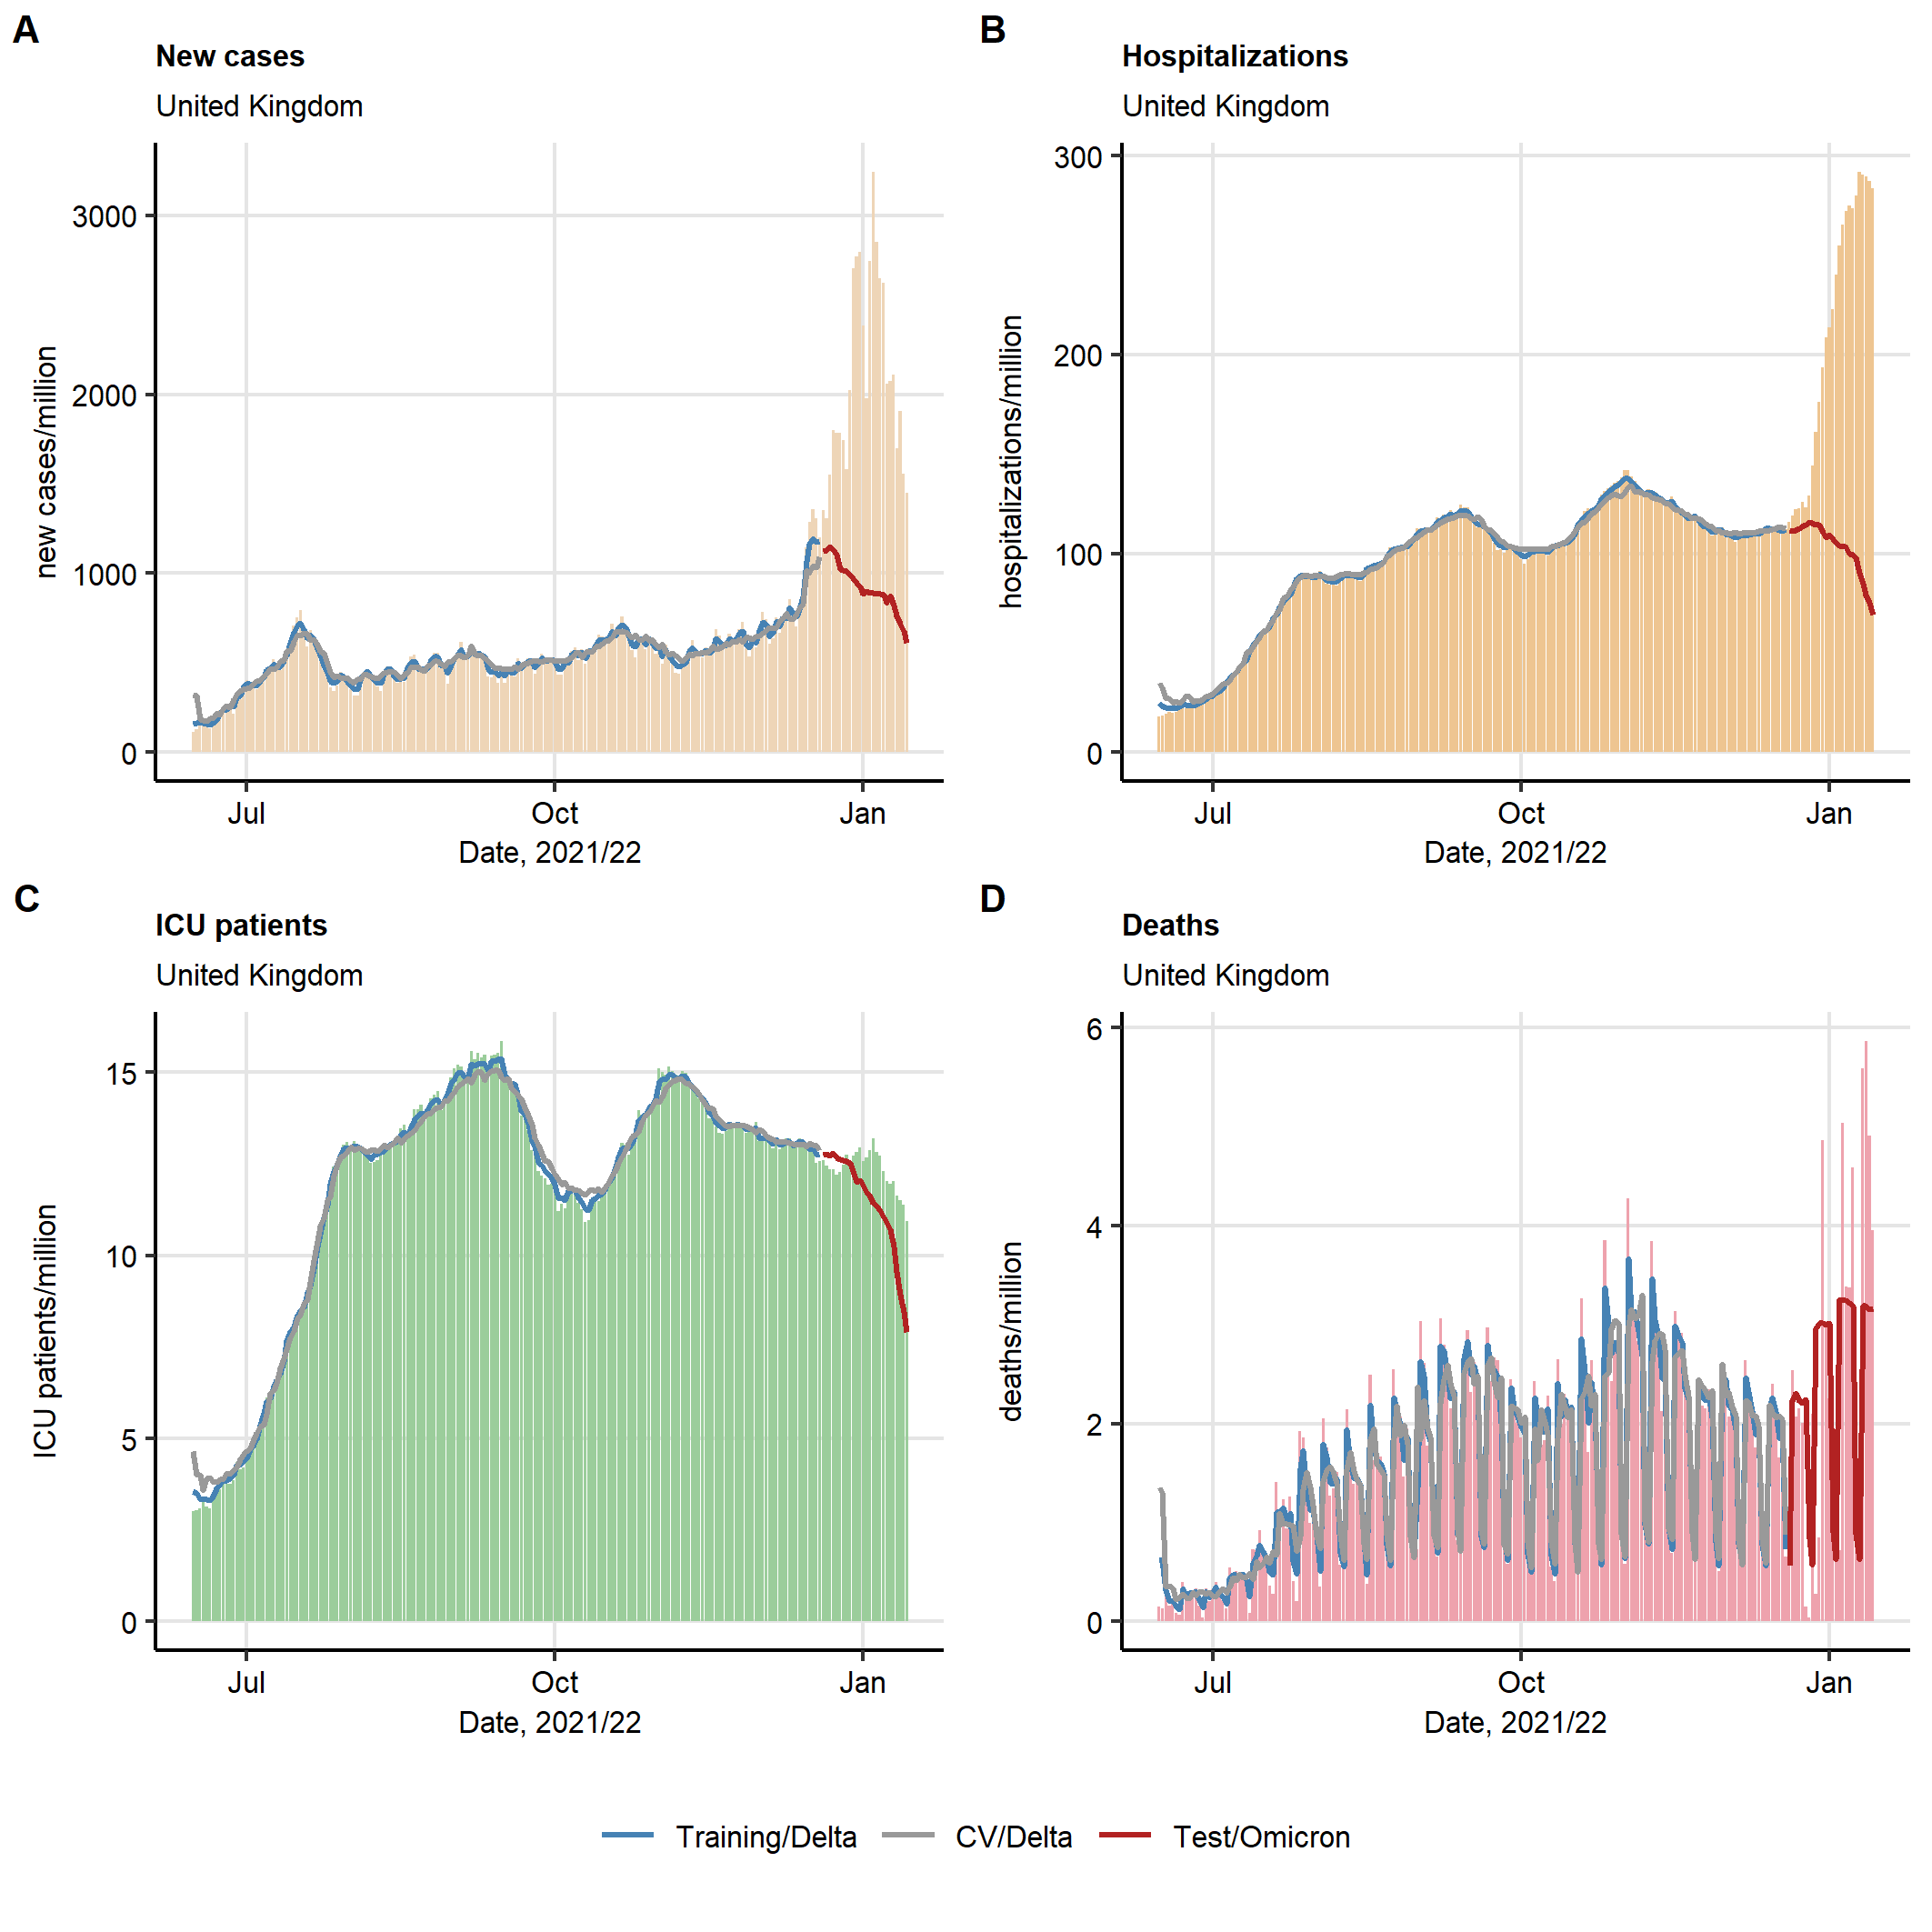 A
New cases
United Kingdom
new cases/million
3000
2000
1000
0
Jul
Oct
Jan
Date, 2021/22
B
Hospitalizations
United Kingdom
hospitalizations/million
300
200
100
0
Jul
Oct
Jan
Date, 2021/22
C
ICU patients
United Kingdom
ICU patients/million
15
10
5
0
Jul
Oct
Jan
Date, 2021/22
D
Deaths
United Kingdom
deaths/million
6
4
2
0
Jul
Oct
Jan
Date, 2021/22
Training/Delta
CV/Delta
Test/Omicron